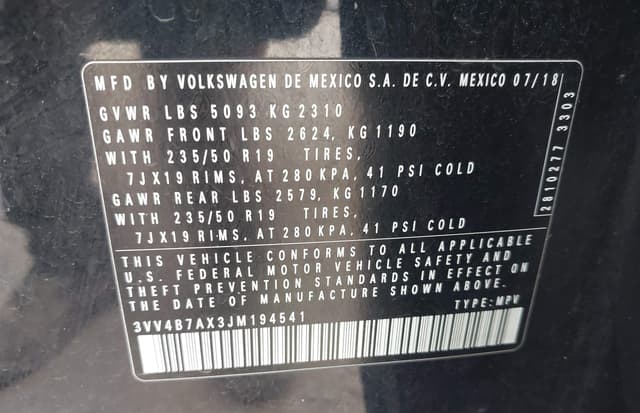 MFD BY VOLKSWAGEN DE MEXICO S.A. DE C.V. MEXICO 07/18
GVWR LBS 5093 KG 2310
GAWR FRONT LBS 2624, KG 1190
WITH 235/50 R19 TIRES,
7JX19 RIMS, AT 280 KPA, 41 PSI COLD
GAWR REAR LBS 2579, KG 1170
WITH 235/50 R19 TIRES,
7JX19 RIMS, AT 280 KPA, 41 PSI COLD
2810277 3303
THIS VEHICLE CONFORMS TO ALL APPLICABLE
U.S. FEDERAL MOTOR VEHICLE SAFETY AND
THEFT PREVENTION STANDARDS IN EFFECT ON
THE DATE OF MANUFACTURE SHOWN ABOVE.
3VV4B7AX3JM194541 TYPE: MPV